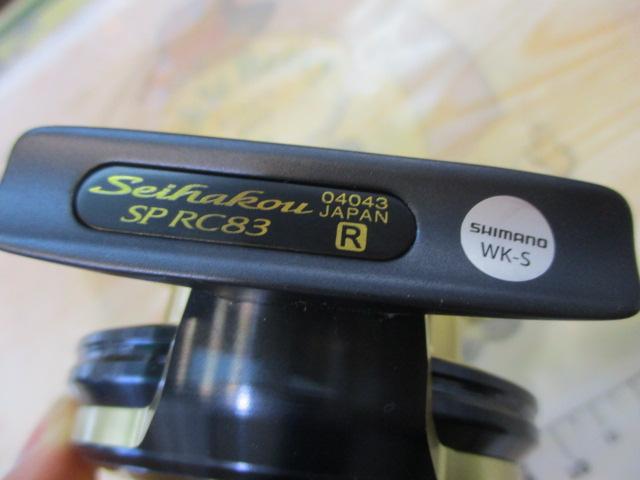 Seihakou
SP RC83
04043
JAPAN
R
SHIMANO
WK-S